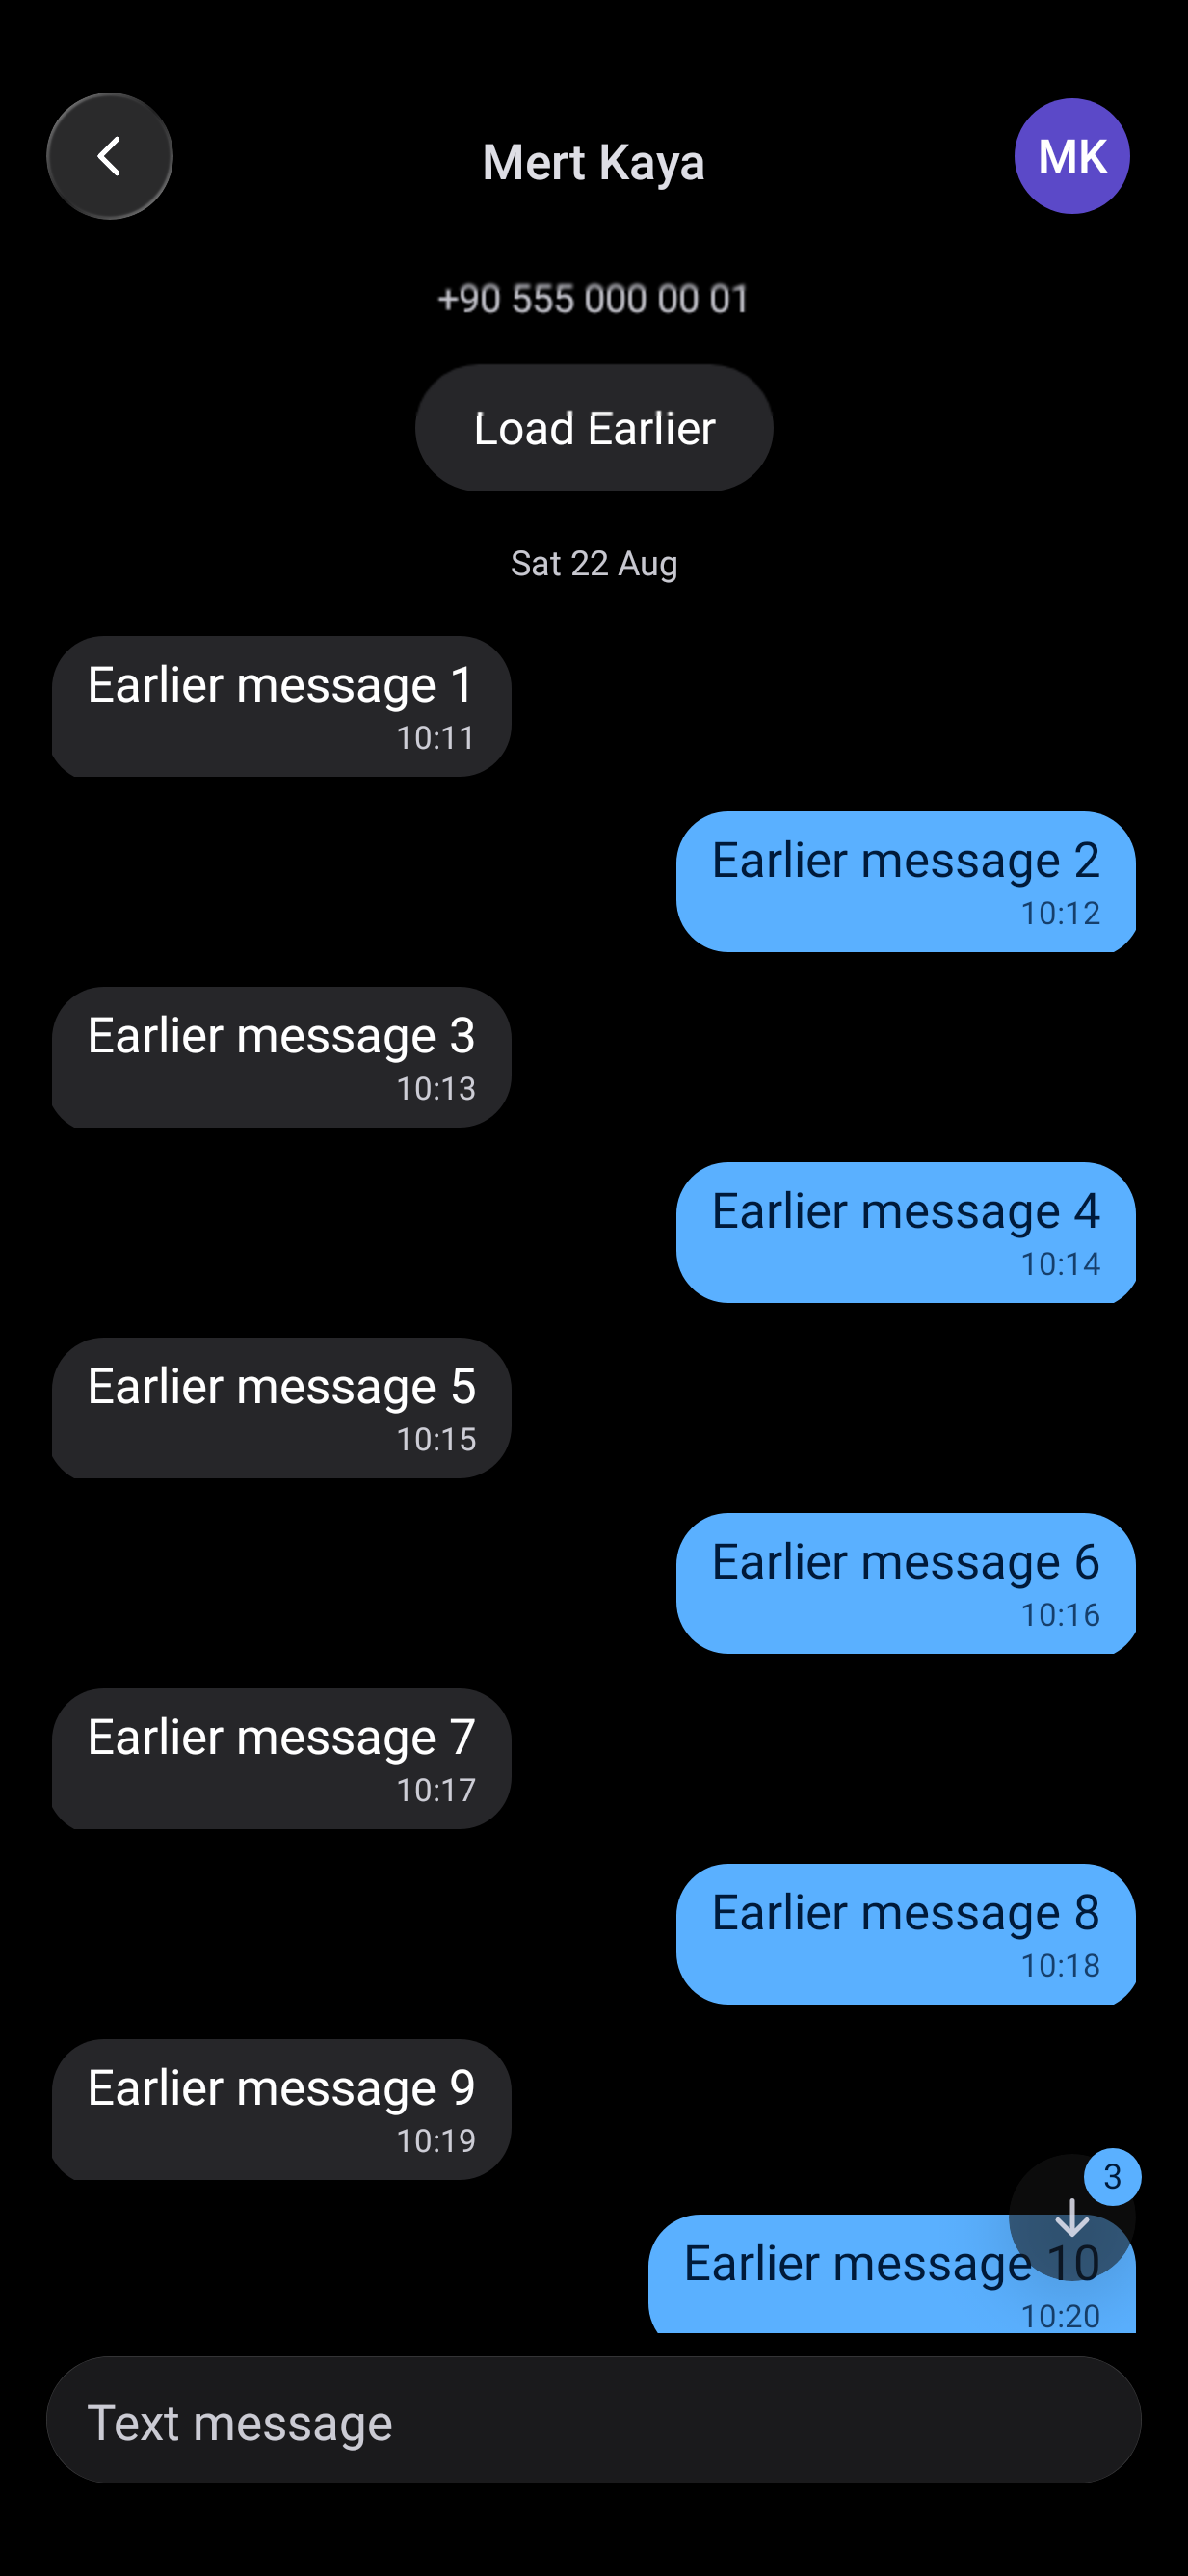 Mert Kaya
MK
+90 555 000 00 01
Load Earlier
Sat 22 Aug
Earlier message 1
10:11
Earlier message 2
10:12
Earlier message 3
10:13
Earlier message 4
10:14
Earlier message 5
10:15
Earlier message 6
10:16
Earlier message 7
10:17
Earlier message 8
10:18
Earlier message 9
10:19
3
Earlier message 10
10:20
Text message